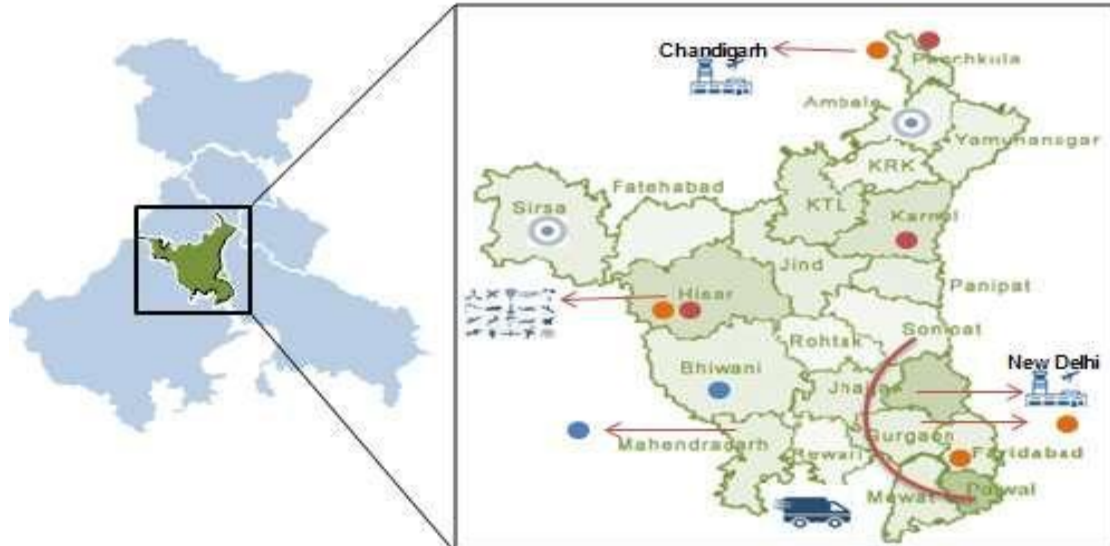 Chandigarh
Panchkula
Ambala
Yamunanagar
KRK
Fatehabad
Sirsa
KTL
Karnal
Jind
Hisar
Panipat
Sonipat
Rohtak
New Delhi
Bhiwani
Gurgaon
Mahendragarh
Rewari
Faridabad
Mewat
Palwal